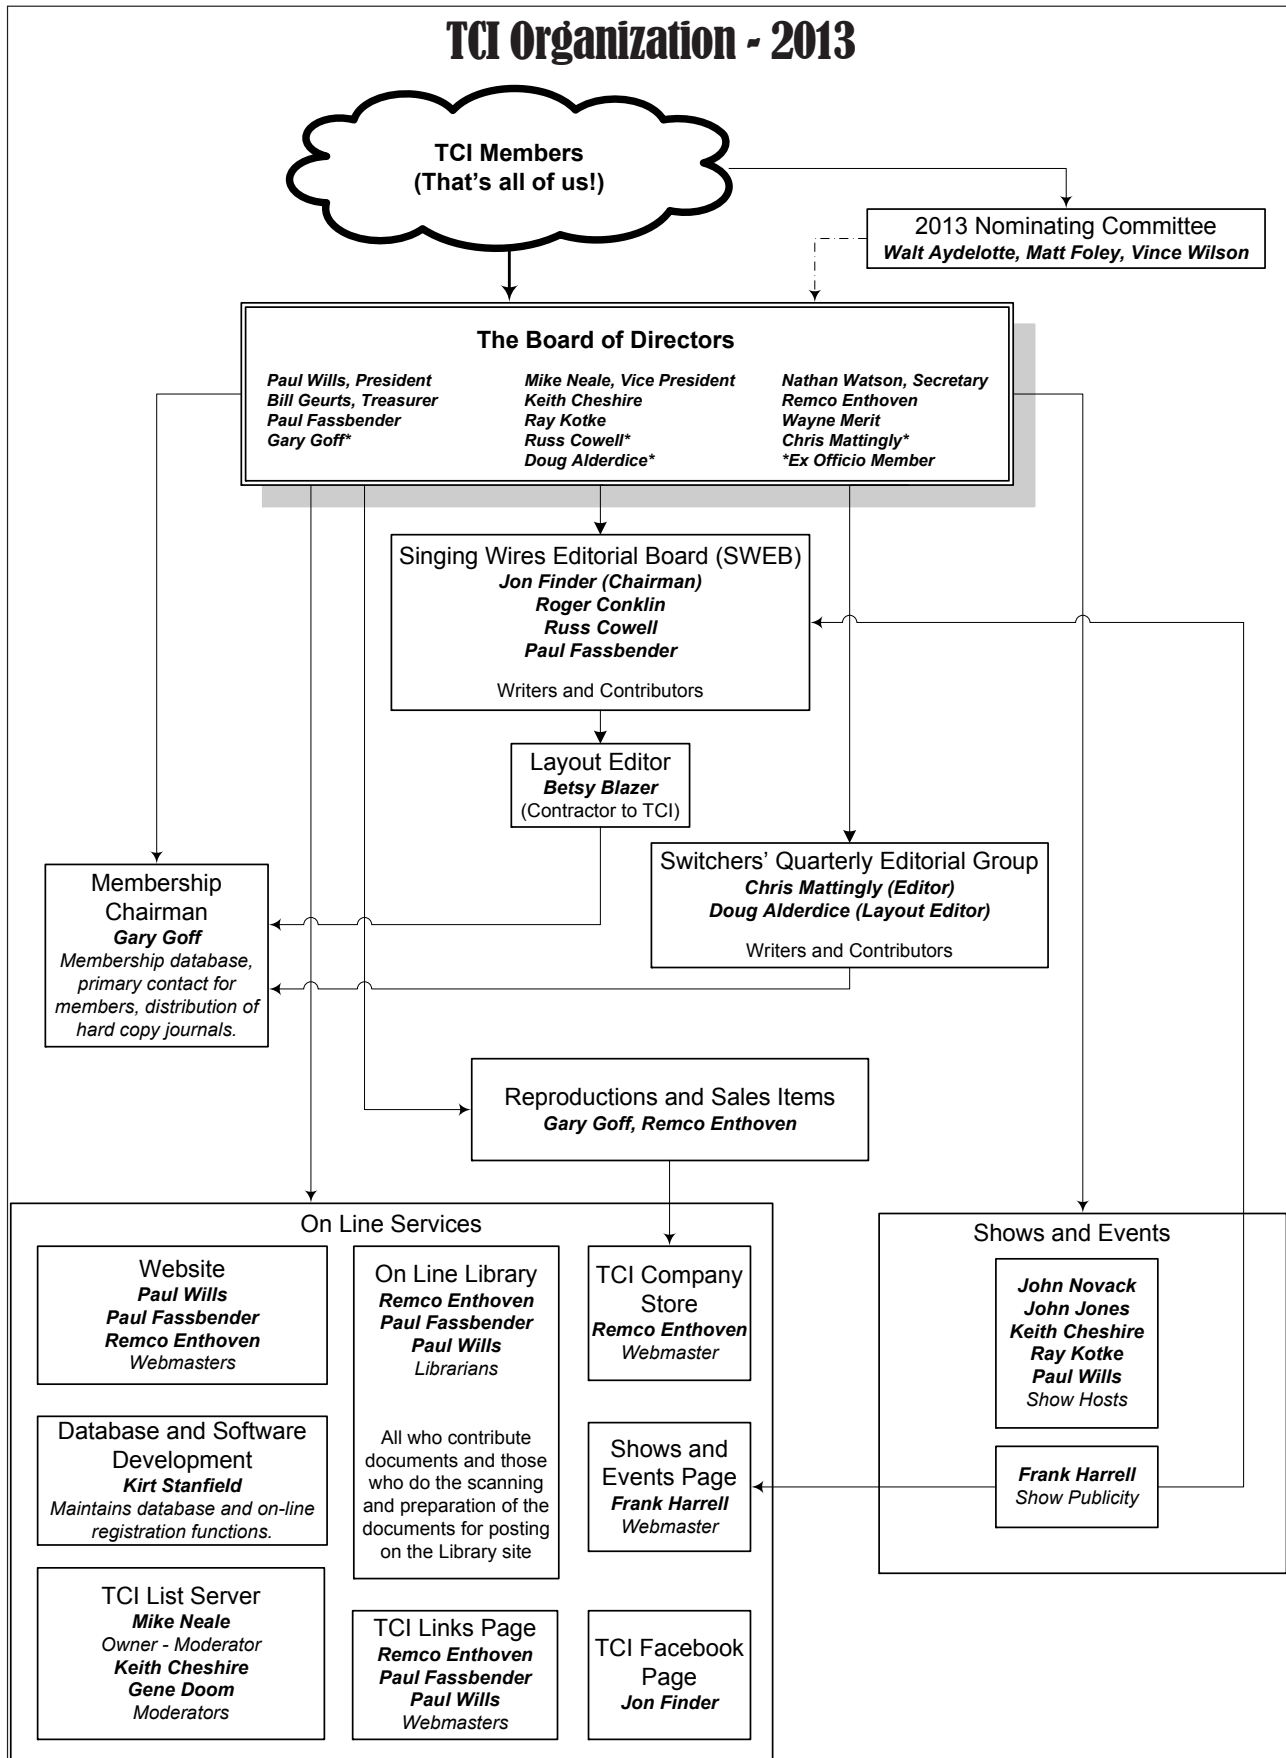 TCI Organization - 2013
TCI Members
(That's all of us!)
2013 Nominating Committee
Walt Aydelotte, Matt Foley, Vince Wilson
The Board of Directors
Paul Wills, President
Bill Geurts, Treasurer
Paul Fassbender
Gary Goff*
Mike Neale, Vice President
Keith Cheshire
Ray Kotke
Russ Cowell*
Doug Alderdice*
Nathan Watson, Secretary
Remco Enthoven
Wayne Merit
Chris Mattingly*
*Ex Officio Member
Singing Wires Editorial Board (SWEB)
Jon Finder (Chairman)
Roger Conklin
Russ Cowell
Paul Fassbender
Writers and Contributors
Layout Editor
Betsy Blazer
(Contractor to TCI)
Switchers' Quarterly Editorial Group
Chris Mattingly (Editor)
Doug Alderdice (Layout Editor)
Writers and Contributors
Membership
Chairman
Gary Goff
Membership database,
primary contact for
members, distribution of
hard copy journals.
Reproductions and Sales Items
Gary Goff, Remco Enthoven
On Line Services
Website
Paul Wills
Paul Fassbender
Remco Enthoven
Webmasters
On Line Library
Remco Enthoven
Paul Fassbender
Paul Wills
Librarians
All who contribute
documents and those
who do the scanning
and preparation of the
documents for posting
on the Library site
TCI Company
Store
Remco Enthoven
Webmaster
Database and Software
Development
Kirt Stanfield
Maintains database and on-line
registration functions.
Shows and
Events Page
Frank Harrell
Webmaster
TCI List Server
Mike Neale
Owner - Moderator
Keith Cheshire
Gene Doom
Moderators
TCI Links Page
Remco Enthoven
Paul Fassbender
Paul Wills
Webmasters
TCI Facebook
Page
Jon Finder
Shows and Events
John Novack
John Jones
Keith Cheshire
Ray Kotke
Paul Wills
Show Hosts
Frank Harrell
Show Publicity